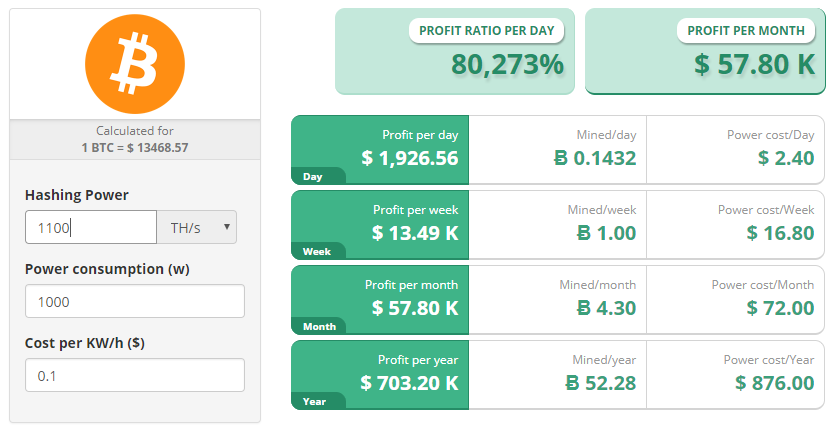 Calculated for
1 BTC = $ 13468.57
Hashing Power
1100 TH/s
Power consumption (w)
1000
Cost per KW/h ($)
0.1
PROFIT RATIO PER DAY
80,273%
PROFIT PER MONTH
$ 57.80 K
Profit per day
$ 1,926.56
Day
Mined/day
Ƀ 0.1432
Power cost/Day
$ 2.40
Profit per week
$ 13.49 K
Week
Mined/week
Ƀ 1.00
Power cost/Week
$ 16.80
Profit per month
$ 57.80 K
Month
Mined/month
Ƀ 4.30
Power cost/Month
$ 72.00
Profit per year
$ 703.20 K
Year
Mined/year
Ƀ 52.28
Power cost/Year
$ 876.00